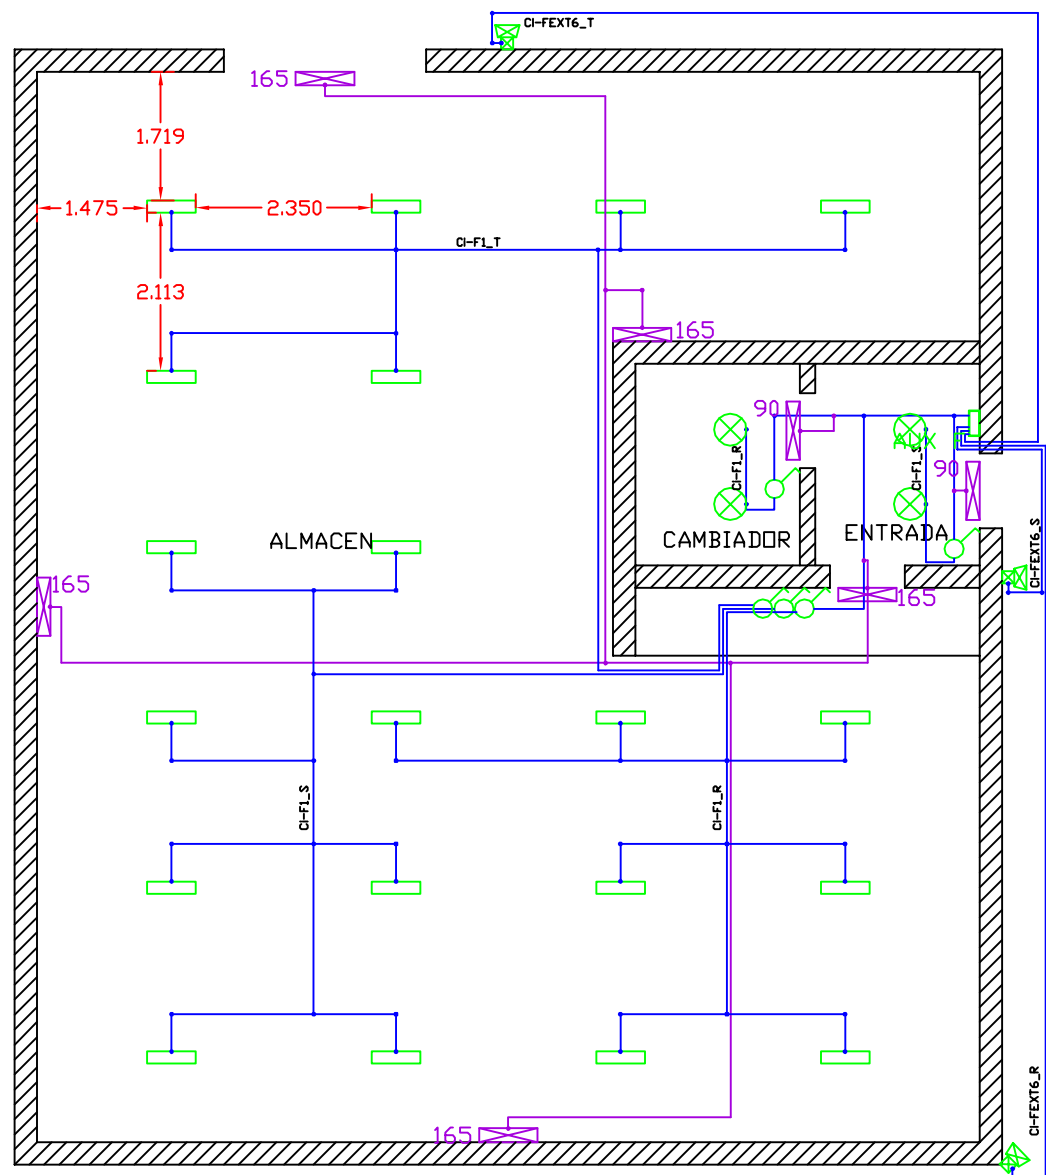 CI-FEXT6_T
165
1.719
1.475
2.350
CI-F1_T
2.113
165
90
CI-F1_R
AUX
CI-F1_S
90
ALMACEN
CAMBIADOR
ENTRADA
CI-FEXT6_S
165
165
CI-F1_S
CI-F1_R
CI-FEXT6_R
165